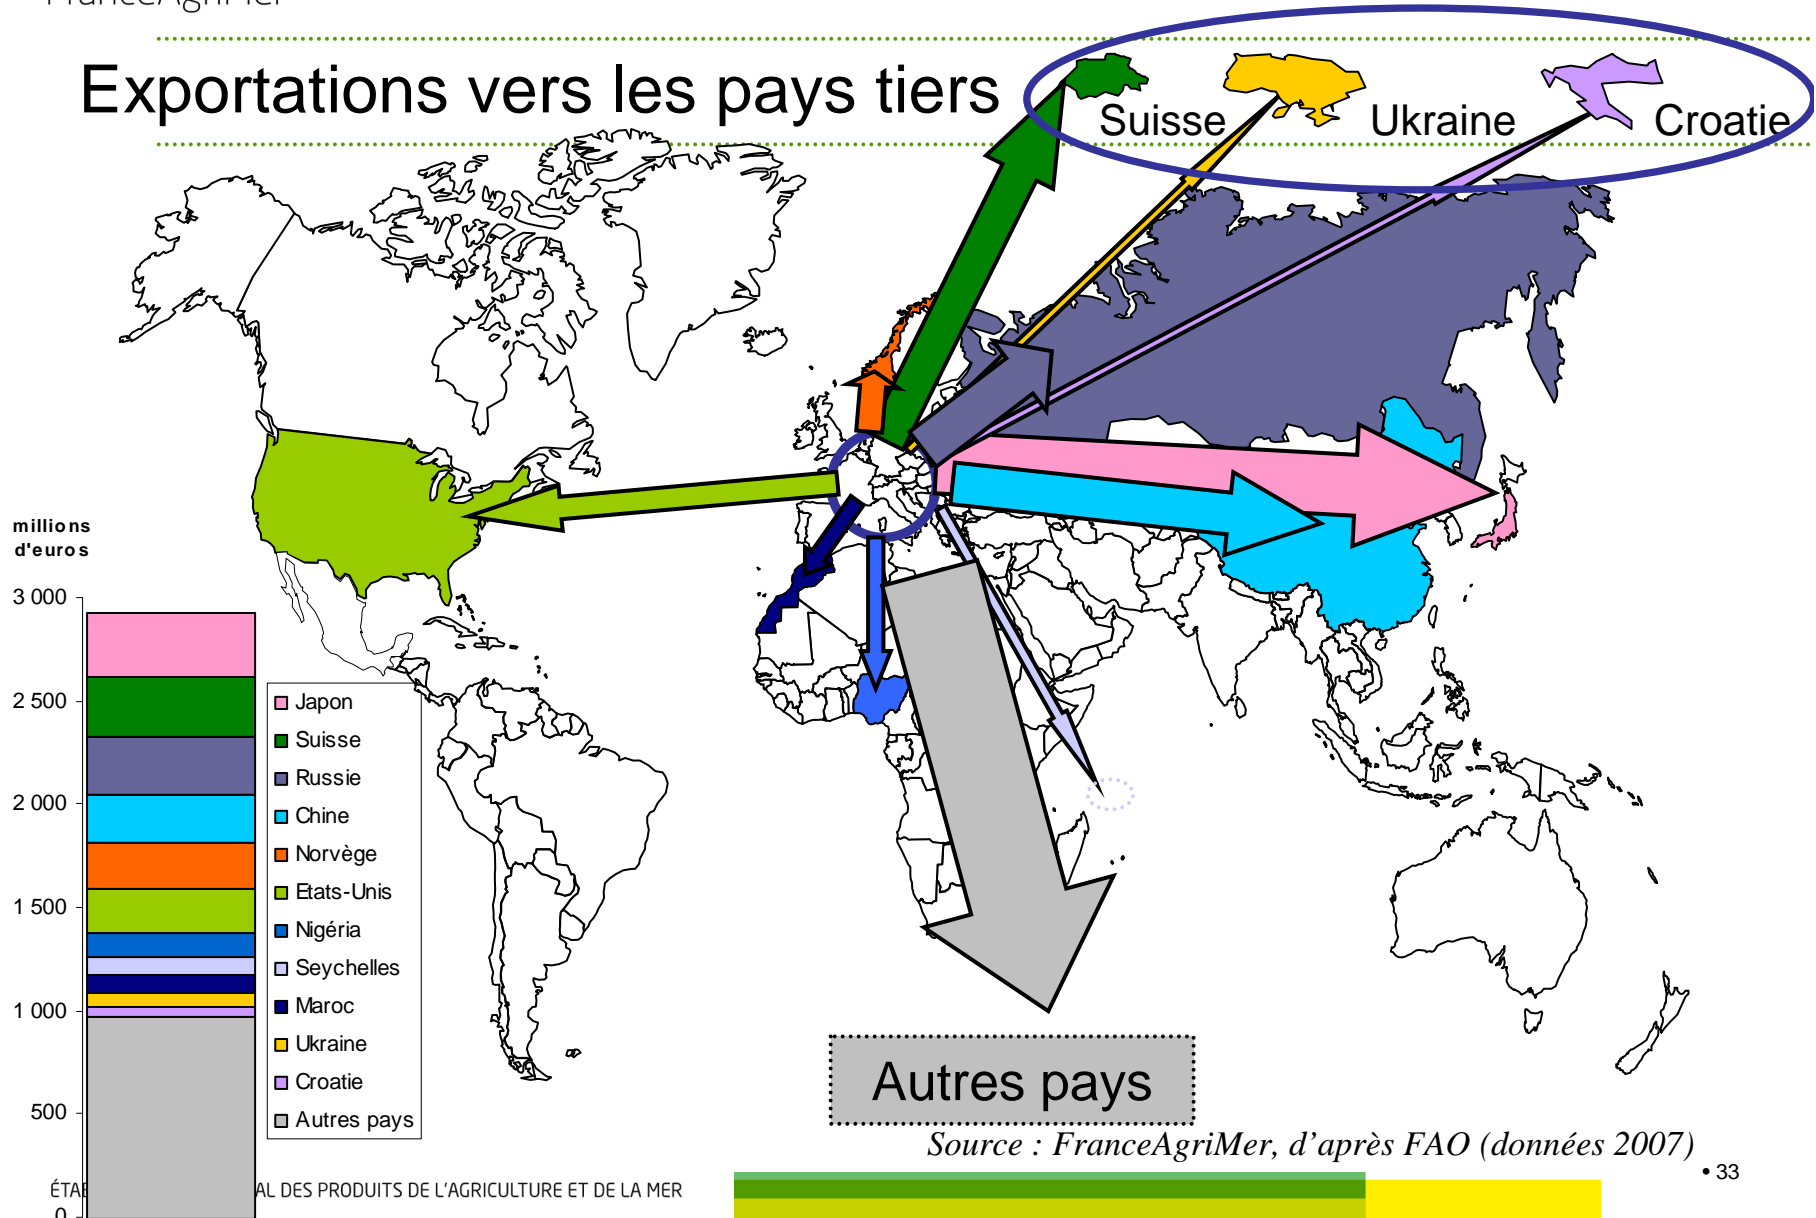 FranceAgriMer
Exportations vers les pays tiers
Suisse
Ukraine
Croatie
millions
d'euros
3 000
2 500
2 000
1 500
1 000
500
0
Japon
Suisse
Russie
Chine
Norvège
Etats-Unis
Nigéria
Seychelles
Maroc
Ukraine
Croatie
Autres pays
Autres pays
Source : FranceAgriMer, d'après FAO (données 2007)
• 33
AL DES PRODUITS DE L'AGRICULTURE ET DE LA MER